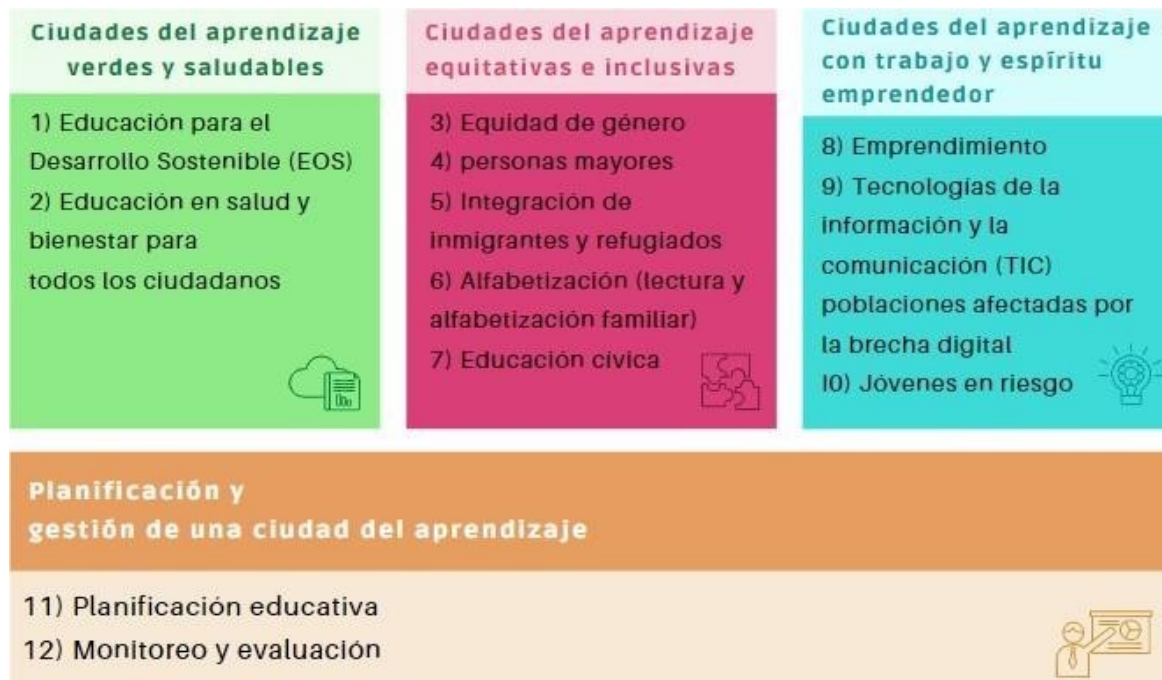 Ciudades del aprendizaje
verdes y saludables
1) Educación para el
Desarrollo Sostenible (EOS)
2) Educación en salud y
bienestar para
todos los ciudadanos
Ciudades del aprendizaje
equitativas e inclusivas
3) Equidad de género
4) personas mayores
5) Integración de
inmigrantes y refugiados
6) Alfabetización (lectura y
alfabetización familiar)
7) Educación cívica
Ciudades del aprendizaje
con trabajo y espíritu
emprendedor
8) Emprendimiento
9) Tecnologías de la
información y la
comunicación (TIC)
poblaciones afectadas por
la brecha digital
I0) Jóvenes en riesgo
Planificación y
gestión de una ciudad del aprendizaje
11) Planificación educativa
12) Monitoreo y evaluación